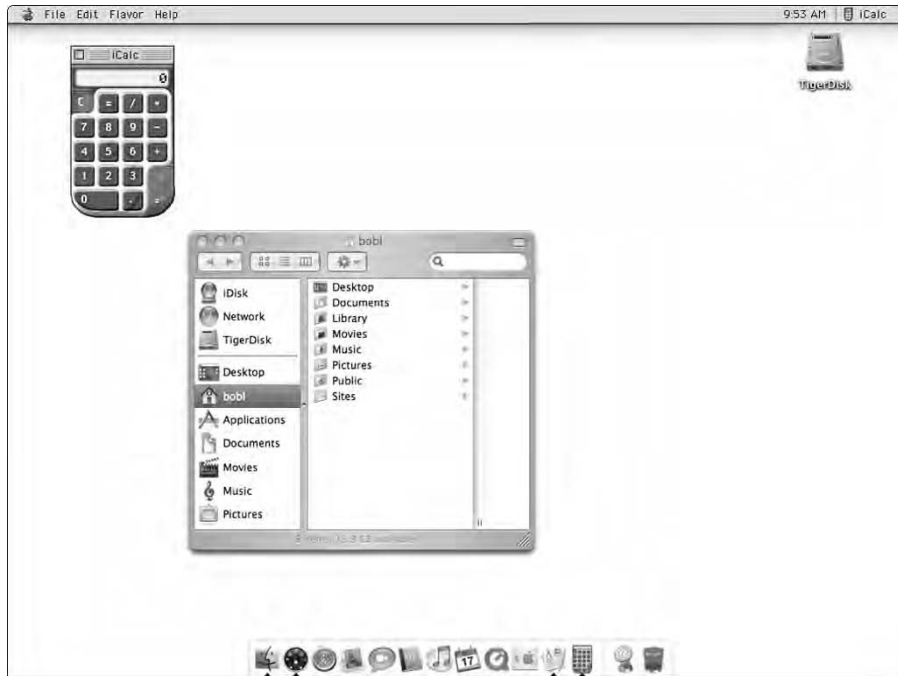 File Edit Flavor Help
9:53 AM iCalc
iCalc
0
C = / *
7 8 9 -
4 5 6 +
1 2 3
0 . =
TigerDisk
bobl
iDisk
Network
TigerDisk
Desktop
bobl
Applications
Documents
Movies
Music
Pictures
Desktop
Documents
Library
Movies
Music
Pictures
Public
Sites
17